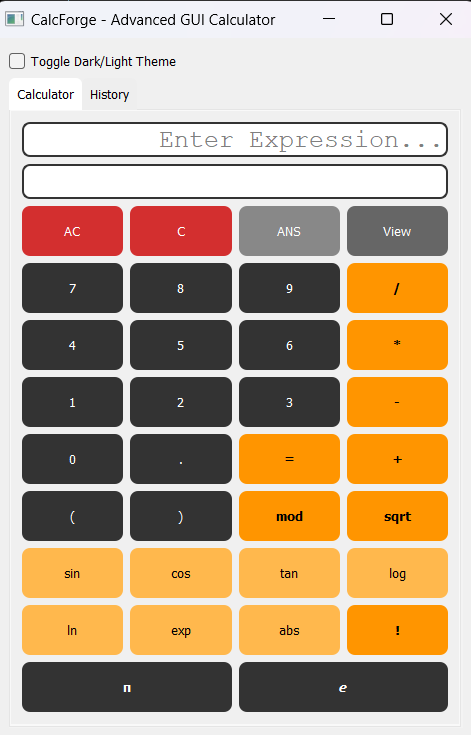 CalcForge - Advanced GUI Calculator
Toggle Dark/Light Theme
Calculator History
Enter Expression...
AC C ANS View
7 8 9 /
4 5 6 *
1 2 3 -
0 . = +
( ) mod sqrt
sin cos tan log
ln exp abs !
π e